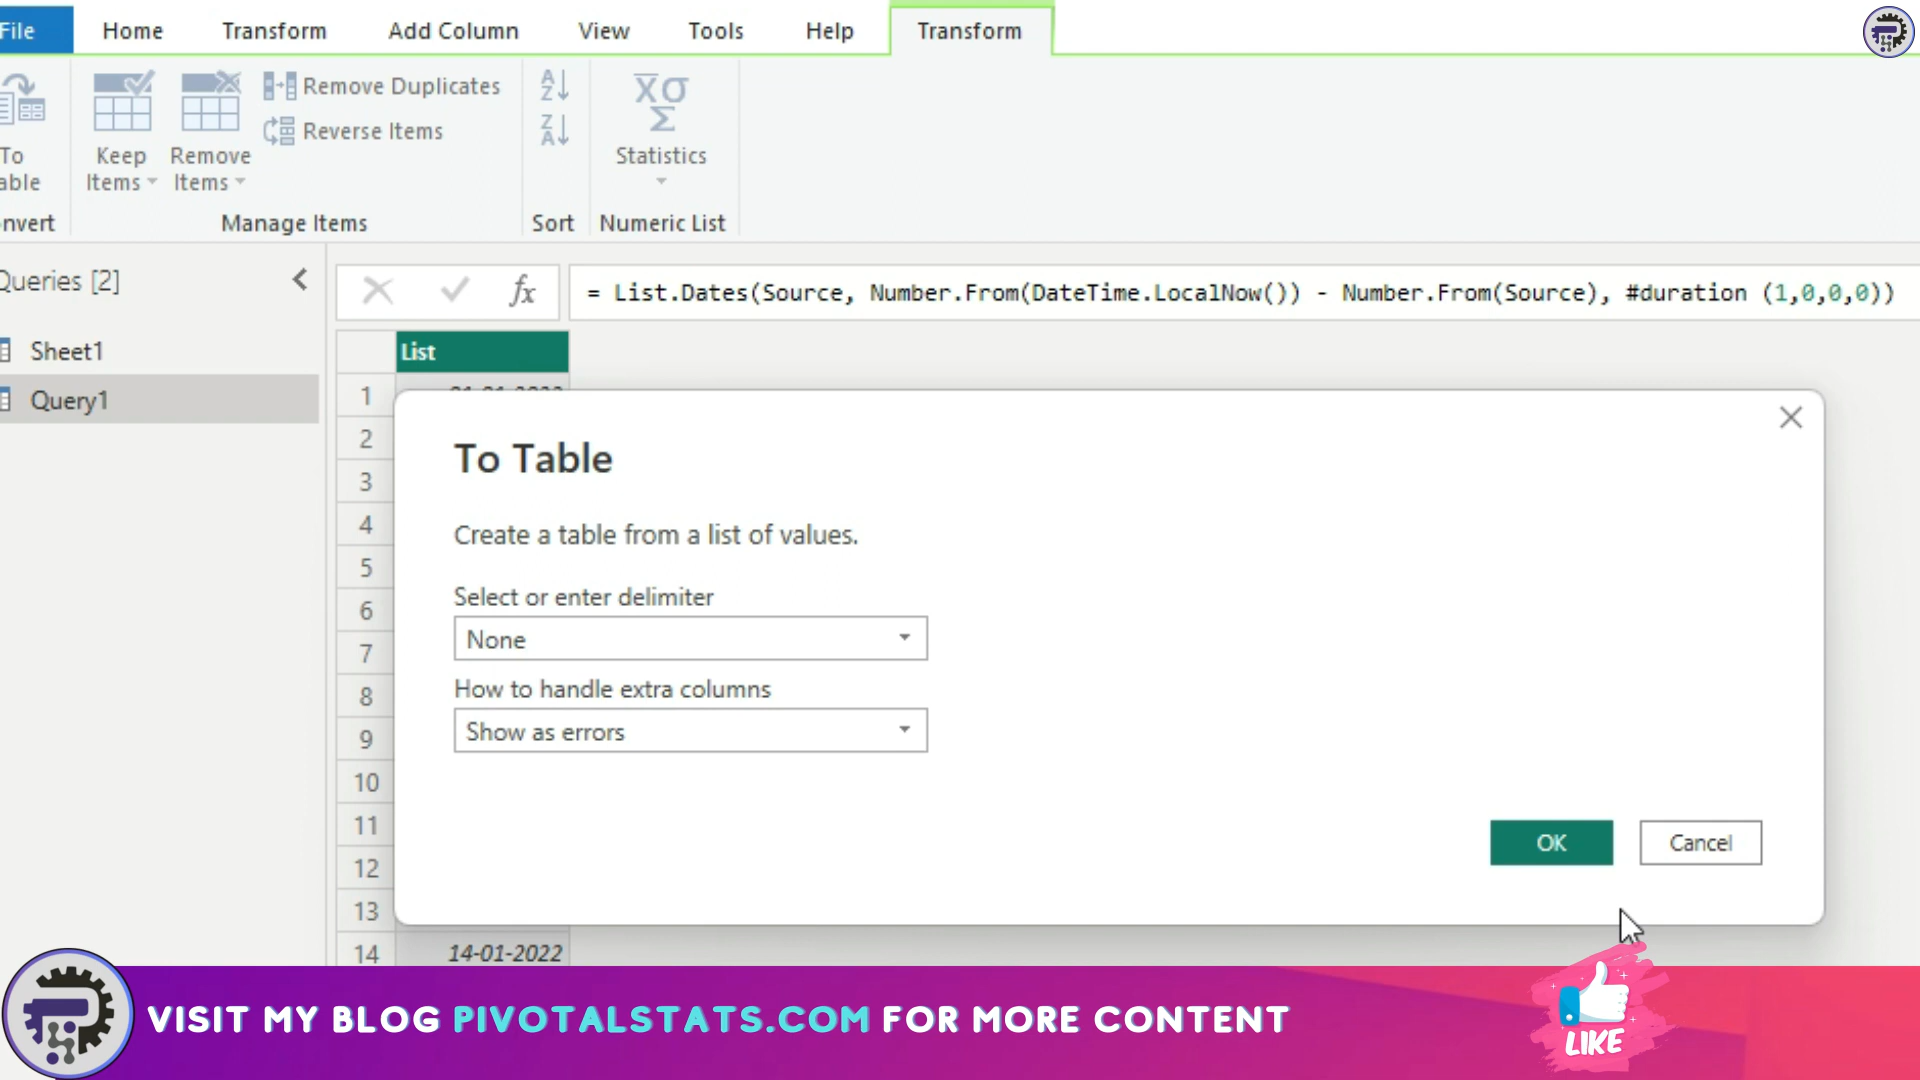 File Home Transform Add Column View Tools Help Transform
Remove Duplicates
Reverse Items
To
able
Keep
Items
Remove
Items
Statistics
nvert
Manage Items
Sort
Numeric List
Queries [2]
Sheet1
Query1
fx
= List.Dates(Source, Number.From(DateTime.LocalNow()) - Number.From(Source), #duration (1,0,0,0))
List
1
2
3
4
5
6
7
8
9
10
11
12
13
14 14-01-2022
To Table
Create a table from a list of values.
Select or enter delimiter
None
How to handle extra columns
Show as errors
OK
Cancel
VISIT MY BLOG PIVOTALSTATS.COM FOR MORE CONTENT
LIKE